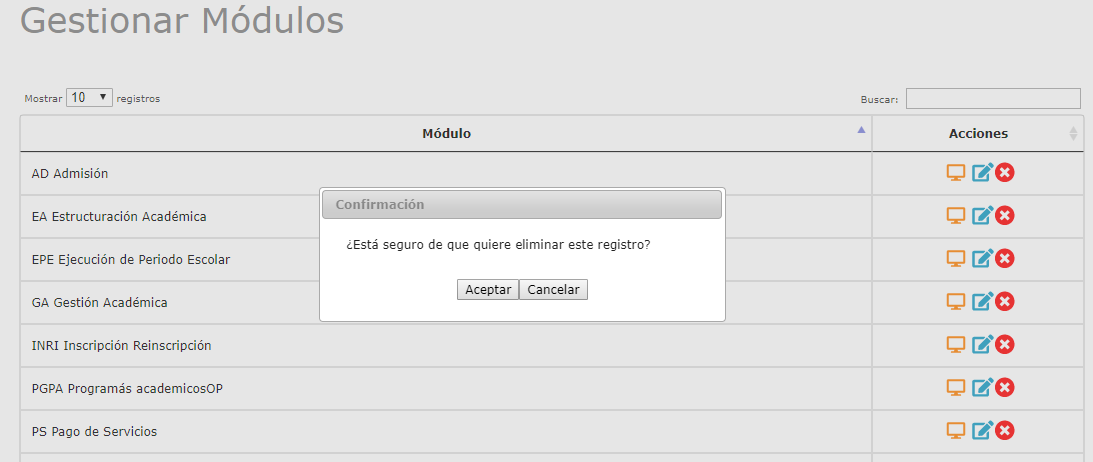 Gestionar Módulos
Mostrar 10 registros
Buscar:
Módulo Acciones
AD Admisión
EA Estructuración Académica
EPE Ejecución de Periodo Escolar
GA Gestión Académica
INRI Inscripción Reinscripción
PGPA Programás academicosOP
PS Pago de Servicios
Confirmación
¿Está seguro de que quiere eliminar este registro?
Aceptar Cancelar